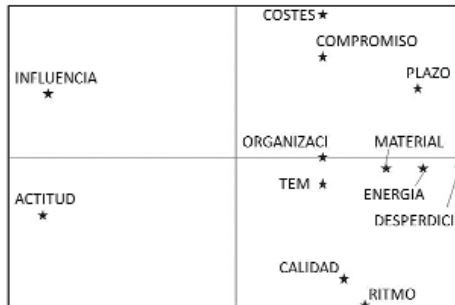 COSTES
COMPROMISO
PLAZO
INFLUENCIA
ORGANIZACI
MATERIAL
TEM
ENERGIA
ACTITUD
DESPERDICI
CALIDAD
RITMO